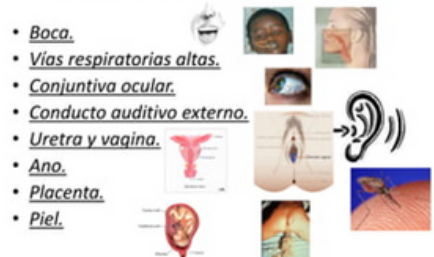 • Boca.
• Vías respiratorias altas.
• Conjuntiva ocular.
• Conducto auditivo externo.
• Uretra y vagina.
• Ano.
• Placenta.
• Piel.